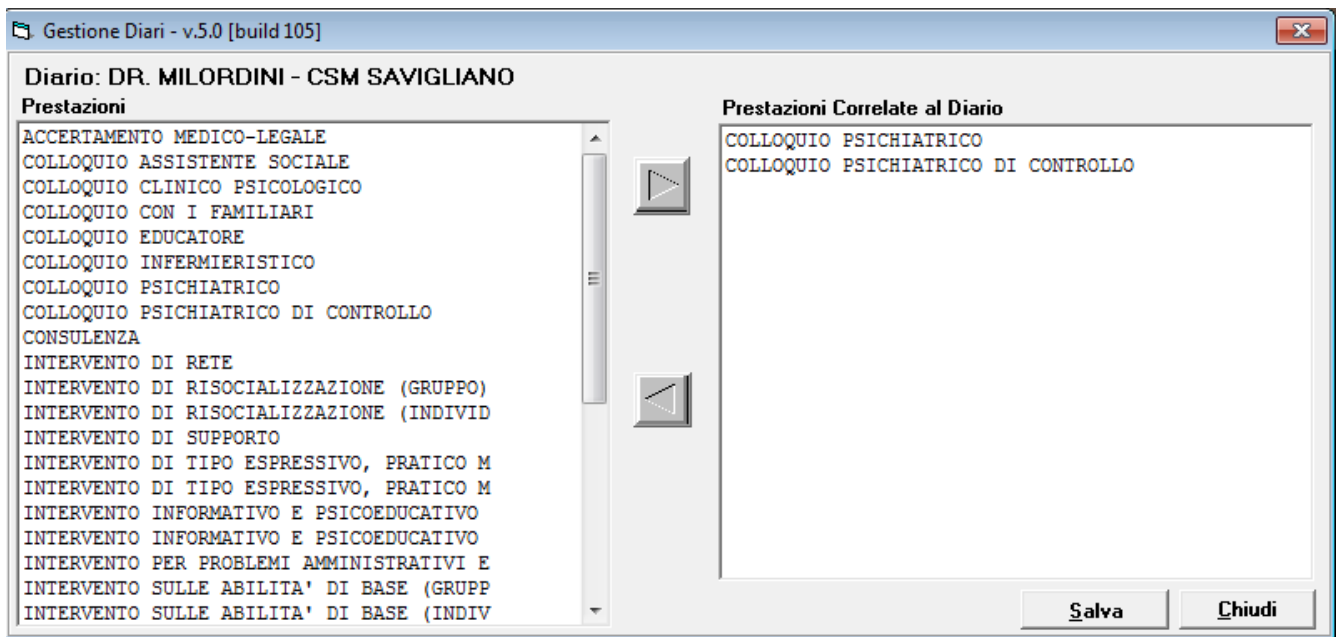 Gestione Diari - v.5.0 [build 105]
Diario: DR. MILORDINI - CSM SAVIGLIANO
Prestazioni
ACCERTAMENTO MEDICO-LEGALE
COLLOQUIO ASSISTENTE SOCIALE
COLLOQUIO CLINICO PSICOLOGICO
COLLOQUIO CON I FAMILIARI
COLLOQUIO EDUCATORE
COLLOQUIO INFERMIERISTICO
COLLOQUIO PSICHIATRICO
COLLOQUIO PSICHIATRICO DI CONTROLLO
CONSULENZA
INTERVENTO DI RETE
INTERVENTO DI RISOCIALIZZAZIONE (GRUPPO)
INTERVENTO DI RISOCIALIZZAZIONE (INDIVID
INTERVENTO DI SUPPORTO
INTERVENTO DI TIPO ESPRESSIVO, PRATICO M
INTERVENTO DI TIPO ESPRESSIVO, PRATICO M
INTERVENTO INFORMATIVO E PSICOEDUCATIVO
INTERVENTO INFORMATIVO E PSICOEDUCATIVO
INTERVENTO PER PROBLEMI AMMINISTRATIVI E
INTERVENTO SULLE ABILITA' DI BASE (GRUPP
INTERVENTO SULLE ABILITA' DI BASE (INDIV
Prestazioni Correlate al Diario
COLLOQUIO PSICHIATRICO
COLLOQUIO PSICHIATRICO DI CONTROLLO
Salva
Chiudi